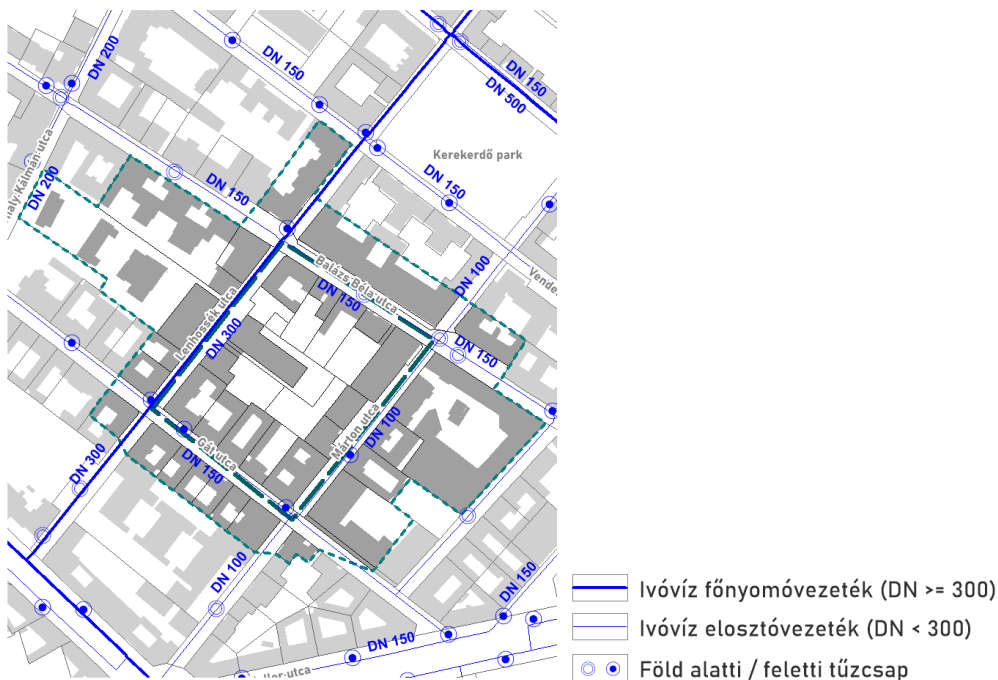 DN 200
DN 150
DN 150
DN 500
Kerekerdő park
DN 200
DN 150
DN 150
DN 100
Balázs Béla utca
DN 150
Lenhossék utca
DN 300
DN 150
Márton utca
DN 100
Gát utca
DN 150
DN 300
DN 100
DN 150
DN 150
utca
Ivóvíz főnyomóvezeték (DN >= 300)
Ivóvíz elosztóvezeték (DN < 300)
Föld alatti / feletti tűzcsap